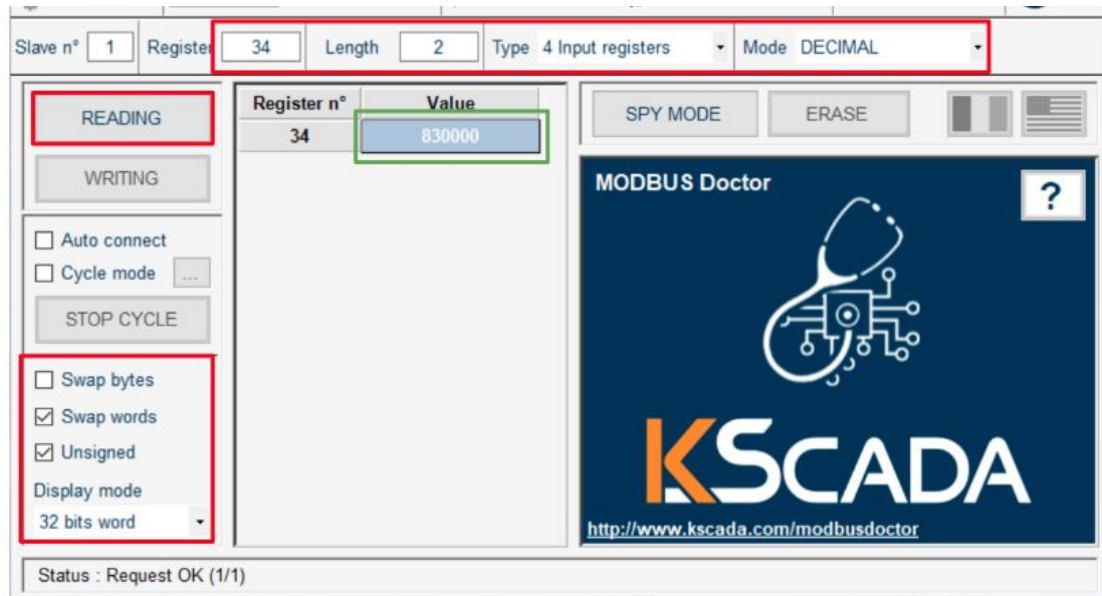 Slave n° 1 Register 34 Length 2 Type 4 Input registers Mode DECIMAL
READING
WRITING
Auto connect
Cycle mode ...
STOP CYCLE
Swap bytes
Swap words
Unsigned
Display mode
32 bits word
Register n° Value
34 830000
SPY MODE ERASE
MODBUS Doctor ?
KSCADA
http://www.kscada.com/modbusdoctor
Status : Request OK (1/1)